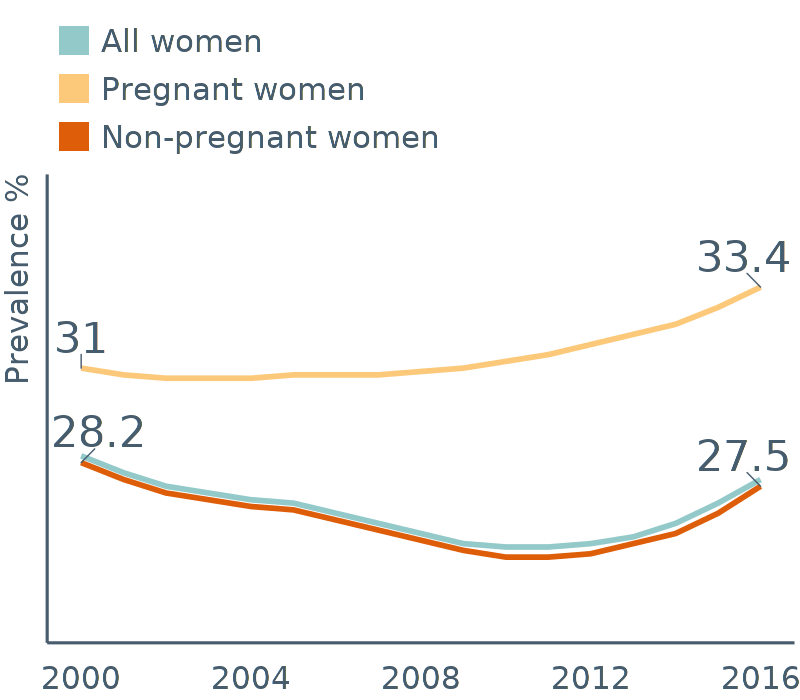 All women
Pregnant women
Non-pregnant women
Prevalence %
33.4
31
28.2
27.5
2000 2004 2008 2012 2016